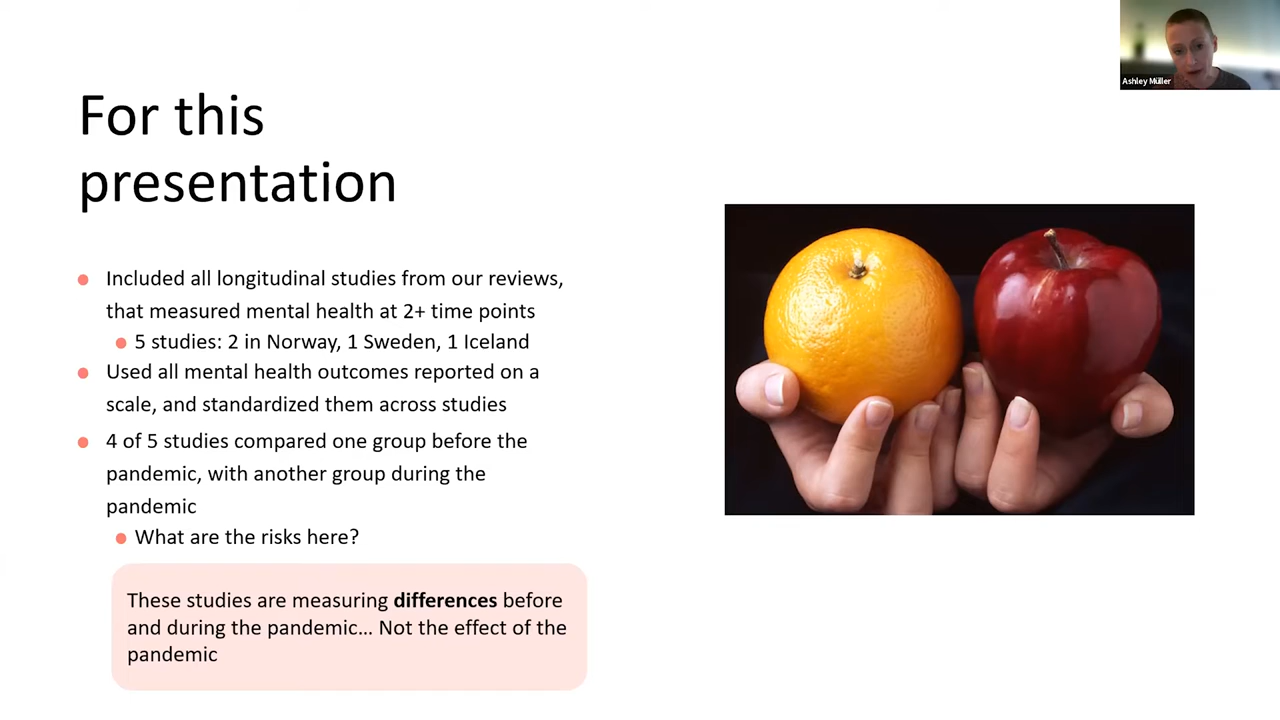 Ashley Müller
For this
presentation
Included all longitudinal studies from our reviews,
that measured mental health at 2+ time points
5 studies: 2 in Norway, 1 Sweden, 1 Iceland
Used all mental health outcomes reported on a
scale, and standardized them across studies
4 of 5 studies compared one group before the
pandemic, with another group during the
pandemic
What are the risks here?
These studies are measuring differences before
and during the pandemic... Not the effect of the
pandemic